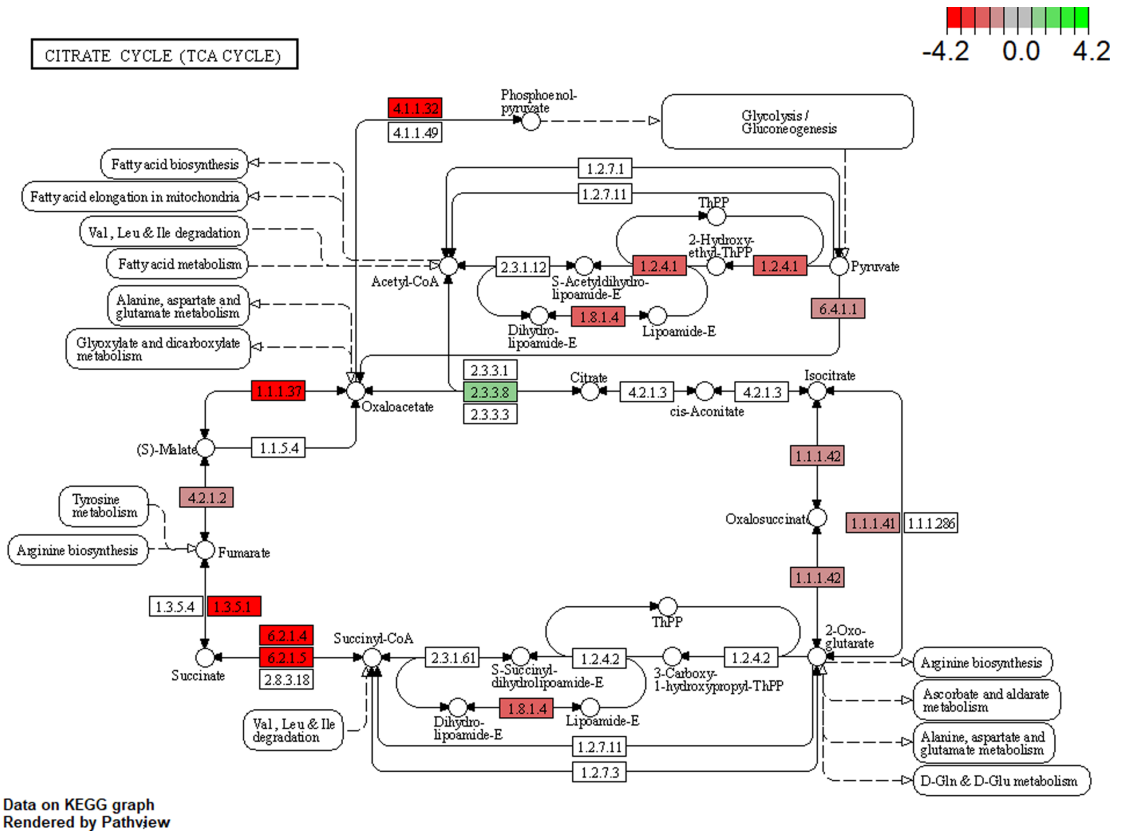 -4.2 0.0 4.2
CITRATE CYCLE (TCA CYCLE)
Phosphoenol-
pyruvate
4.1.1.32
4.1.1.49
Glycolysis /
Gluconeogenesis
Fatty acid biosynthesis
Fatty acid elongation in mitochondria
Val, Leu & Ile degradation
Fatty acid metabolism
Alanine, aspartate and
glutamate metabolism
Glyoxylate and dicarboxylate
metabolism
1.2.7.1
1.2.7.11
ThPP
2-Hydroxy-
ethyl-ThPP
Acetyl-CoA
2.3.1.12
S-Acetyldihydro-
lipoamide-E
1.2.4.1
1.2.4.1
Pyruvate
Dihydro-
lipoamide-E
1.8.1.4
Lipoamide-E
6.4.1.1
1.1.1.37
Oxaloacetate
2.3.3.1
2.3.3.8
2.3.3.3
Citrate
4.2.1.3
cis-Aconitate
4.2.1.3
Isocitrate
(S)-Malate
1.1.5.4
1.1.1.42
4.2.1.2
Tyrosine
metabolism
Arginine biosynthesis
Fumarate
Oxalosuccinate
1.1.1.41
1.1.1.286
1.1.1.42
1.3.5.4
1.3.5.1
6.2.1.4
6.2.1.5
2.8.3.18
Succinate
Succinyl-CoA
2.3.1.61
S-Succinyl-
dihydrolipoamide-E
1.2.4.2
ThPP
3-Carboxy-
1-hydroxypropyl-ThPP
1.2.4.2
2-Oxo-
glutarate
Dihydro-
lipoamide-E
1.8.1.4
Lipoamide-E
Val, Leu & Ile
degradation
1.2.7.11
1.2.7.3
Arginine biosynthesis
Ascorbate and aldarate
metabolism
Alanine, aspartate and
glutamate metabolism
D-Gln & D-Glu metabolism
Data on KEGG graph
Rendered by Pathview